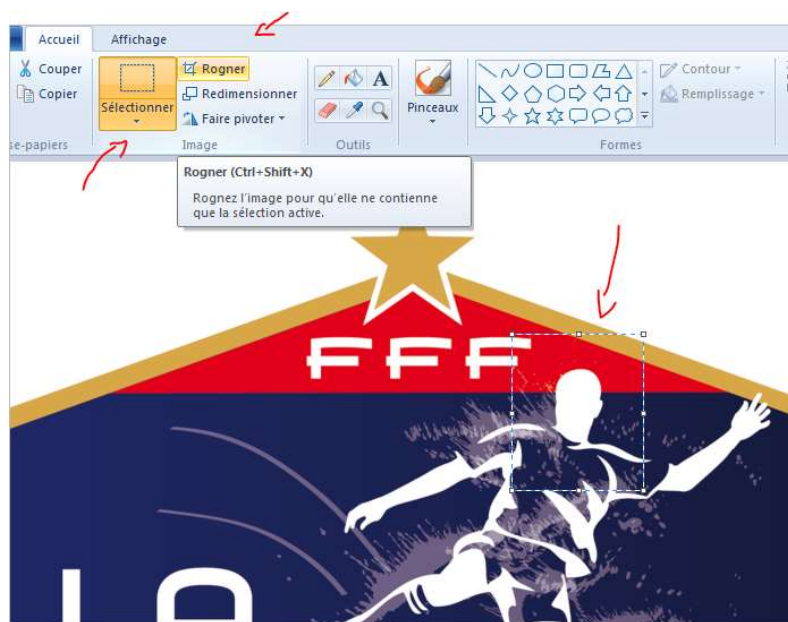 Accueil Affichage
Couper
Copier
Sélectionner
Rogner
Redimensionner
Faire pivoter
A
Pinceaux
Contour
Remplissage
se-papiers Image Outils Formes
Rogner (Ctrl+Shift+X)
Rognez l'image pour qu'elle ne contienne
que la sélection active.
FFF